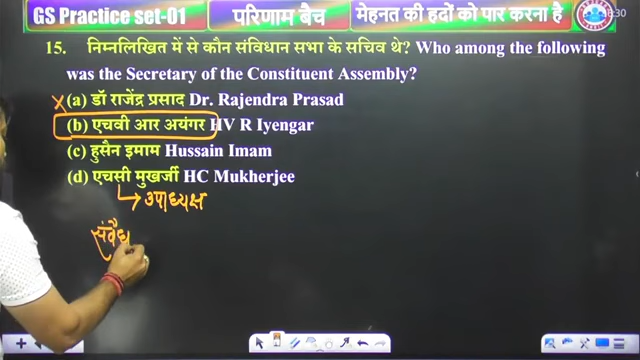 GS Practice set-01 परिणाम बैच मेहनत की हदों को पार करना है
15. निम्नलिखित में से कौन संविधान सभा के सचिव थे? Who among the following
was the Secretary of the Constituent Assembly?
(a) डॉ राजेंद्र प्रसाद Dr. Rajendra Prasad
(b) एचवी आर अयंगर HV R Iyengar
(c) हुसैन इमाम Hussain Imam
(d) एचसी मुखर्जी HC Mukherjee
उपाध्यक्ष
संवैध